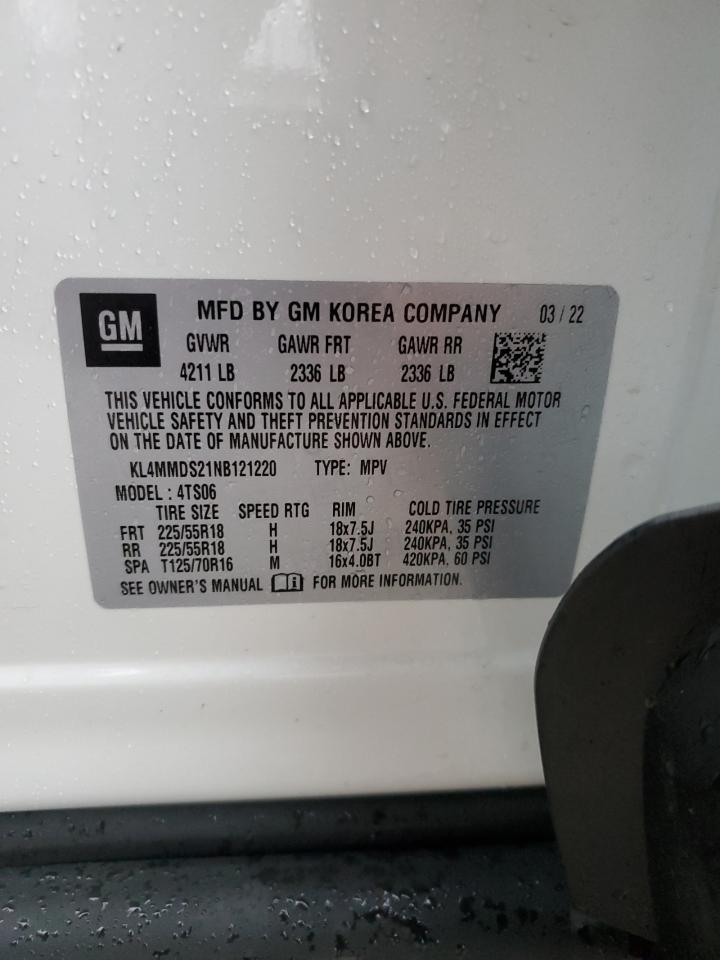 GM
MFD BY GM KOREA COMPANY 03 / 22
GVWR GAWR FRT GAWR RR
4211 LB 2336 LB 2336 LB
THIS VEHICLE CONFORMS TO ALL APPLICABLE U.S. FEDERAL MOTOR
VEHICLE SAFETY AND THEFT PREVENTION STANDARDS IN EFFECT
ON THE DATE OF MANUFACTURE SHOWN ABOVE.
KL4MMDS21NB121220 TYPE: MPV
MODEL : 4TS06
TIRE SIZE SPEED RTG RIM COLD TIRE PRESSURE
FRT 225/55R18 H 18x7.5J 240KPA, 35 PSI
RR 225/55R18 H 18x7.5J 240KPA, 35 PSI
SPA T125/70R16 M 16x4.0BT 420KPA, 60 PSI
SEE OWNER'S MANUAL FOR MORE INFORMATION.